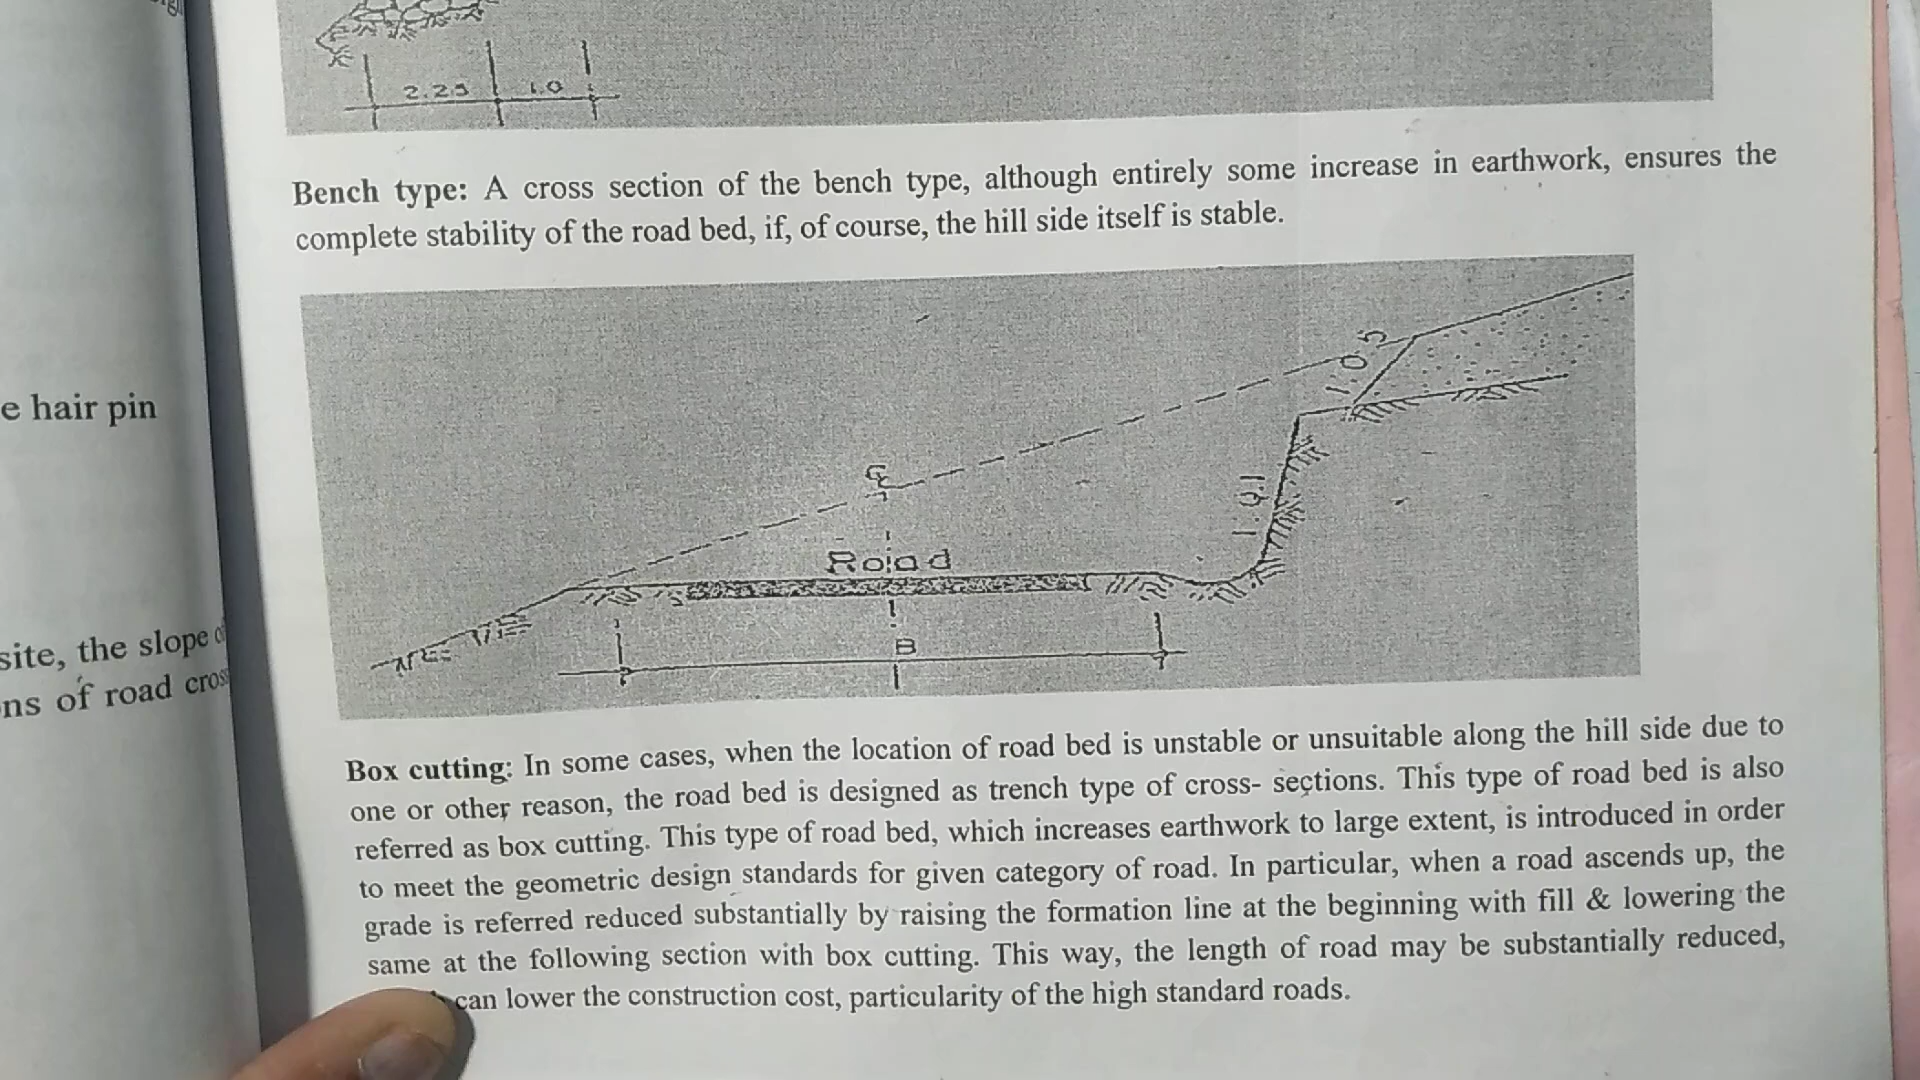 2.25 1.0
Bench type: A cross section of the bench type, although entirely some increase in earthwork, ensures the
complete stability of the road bed, if, of course, the hill side itself is stable.
1:0.5
C
L
1:0.1
Road
B
e hair pin
site, the slope of
ns of road cros
Box cutting: In some cases, when the location of road bed is unstable or unsuitable along the hill side due to
one or other reason, the road bed is designed as trench type of cross- sections. This type of road bed is also
referred as box cutting. This type of road bed, which increases earthwork to large extent, is introduced in order
to meet the geometric design standards for given category of road. In particular, when a road ascends up, the
grade is referred reduced substantially by raising the formation line at the beginning with fill & lowering the
same at the following section with box cutting. This way, the length of road may be substantially reduced,
can lower the construction cost, particularity of the high standard roads.